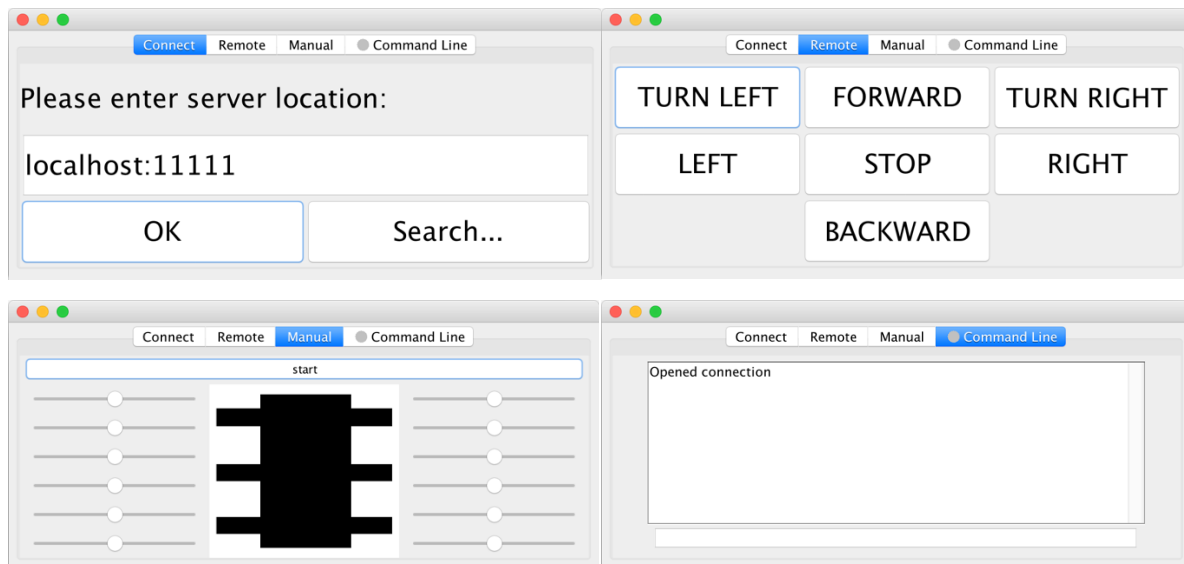 Connect Remote Manual Command Line
Please enter server location:
localhost:11111
OK Search...
Connect Remote Manual Command Line
TURN LEFT FORWARD TURN RIGHT
LEFT STOP RIGHT
BACKWARD
Connect Remote Manual Command Line
start
Connect Remote Manual Command Line
Opened connection